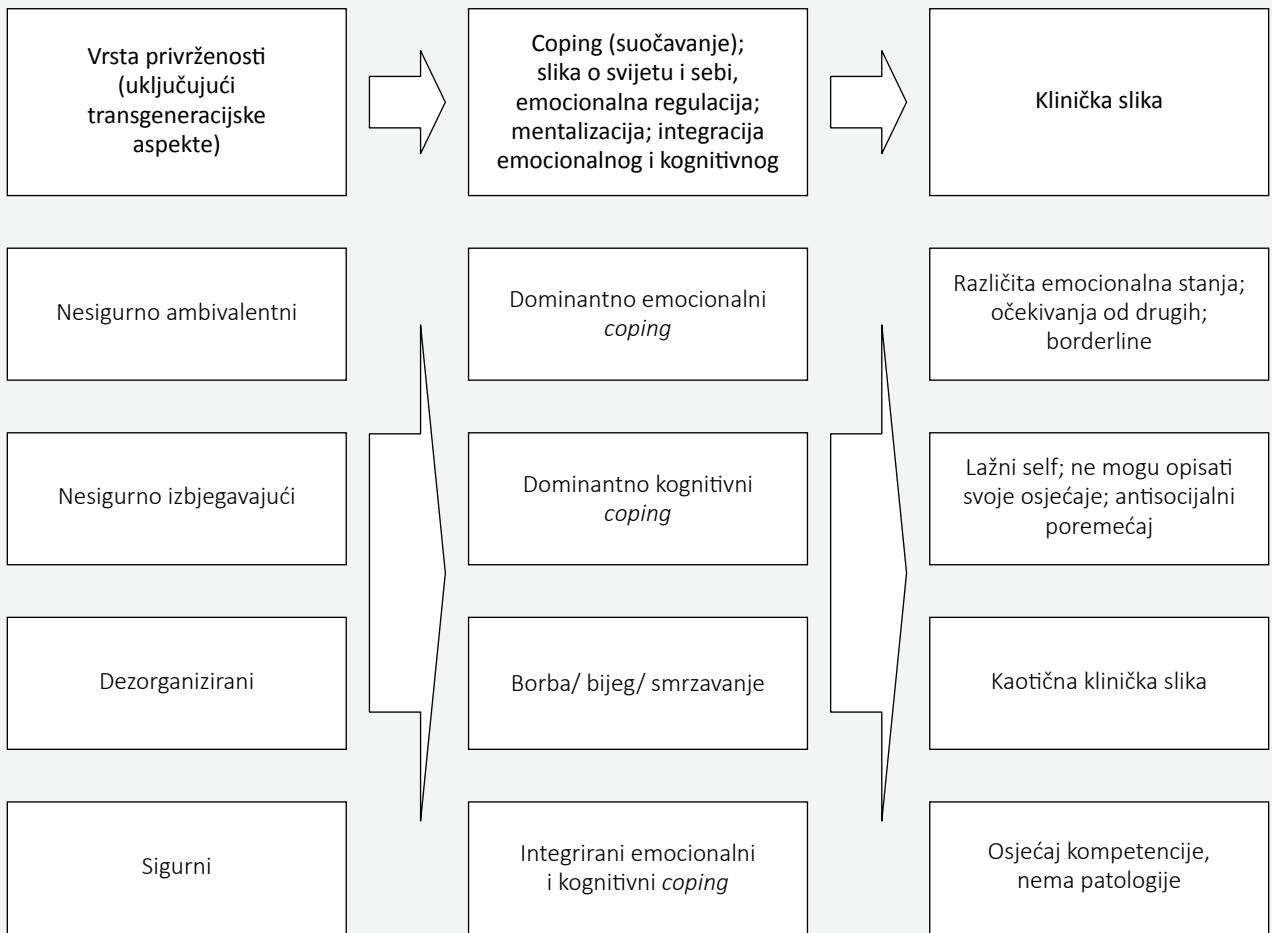 Vrsta privrženosti
(uključujući
transgeneracijske
aspekte)
Coping (suočavanje);
slika o svijetu i sebi,
emocionalna regulacija;
mentalizacija; integracija
emocionalnog i kognitivnog
Klinička slika
Nesigurno ambivalentni
Dominantno emocionalni
coping
Različita emocionalna stanja;
očekivanja od drugih;
borderline
Nesigurno izbjegavajući
Dominantno kognitivni
coping
Lažni self; ne mogu opisati
svoje osjećaje; antisocijalni
poremećaj
Dezorganizirani
Borba/ bijeg/ smrzavanje
Kaotična klinička slika
Sigurni
Integrirani emocionalni
i kognitivni coping
Osjećaj kompetencije,
nema patologije